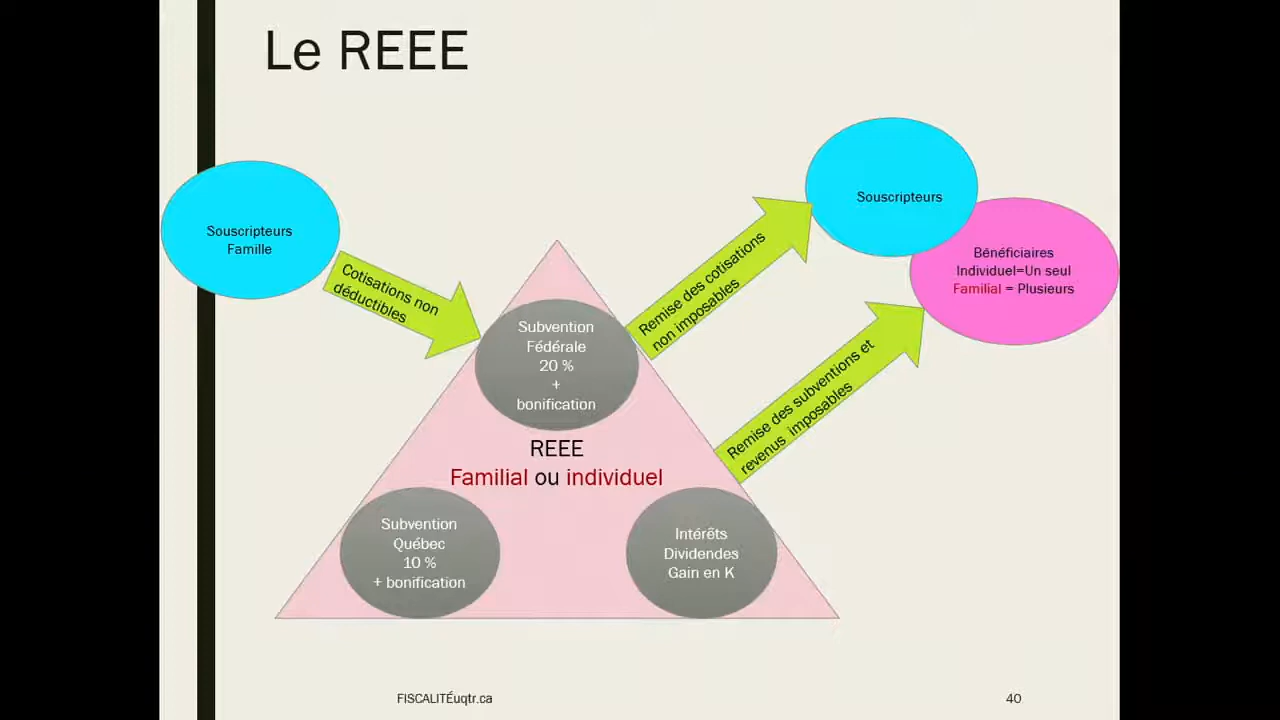 Le REEE
Souscripteurs
Famille
Cotisations non
déductibles
Subvention
Fédérale
20 %
+
bonification
REEE
Familial ou individuel
Subvention
Québec
10 %
+ bonification
Intérêts
Dividendes
Gain en K
Remise des cotisations
non imposables
Remise des subventions et
revenus imposables
Souscripteurs
Bénéficiaires
Individuel=Un seul
Familial = Plusieurs
FISCALITÉuqtr.ca
40